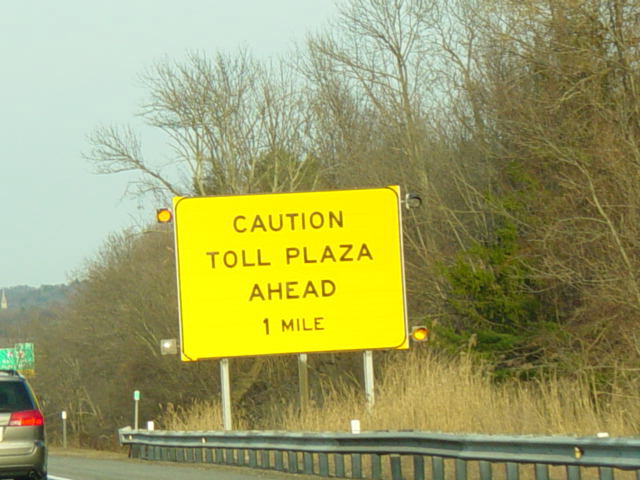 CAUTION
TOLL PLAZA
AHEAD
1 MILE